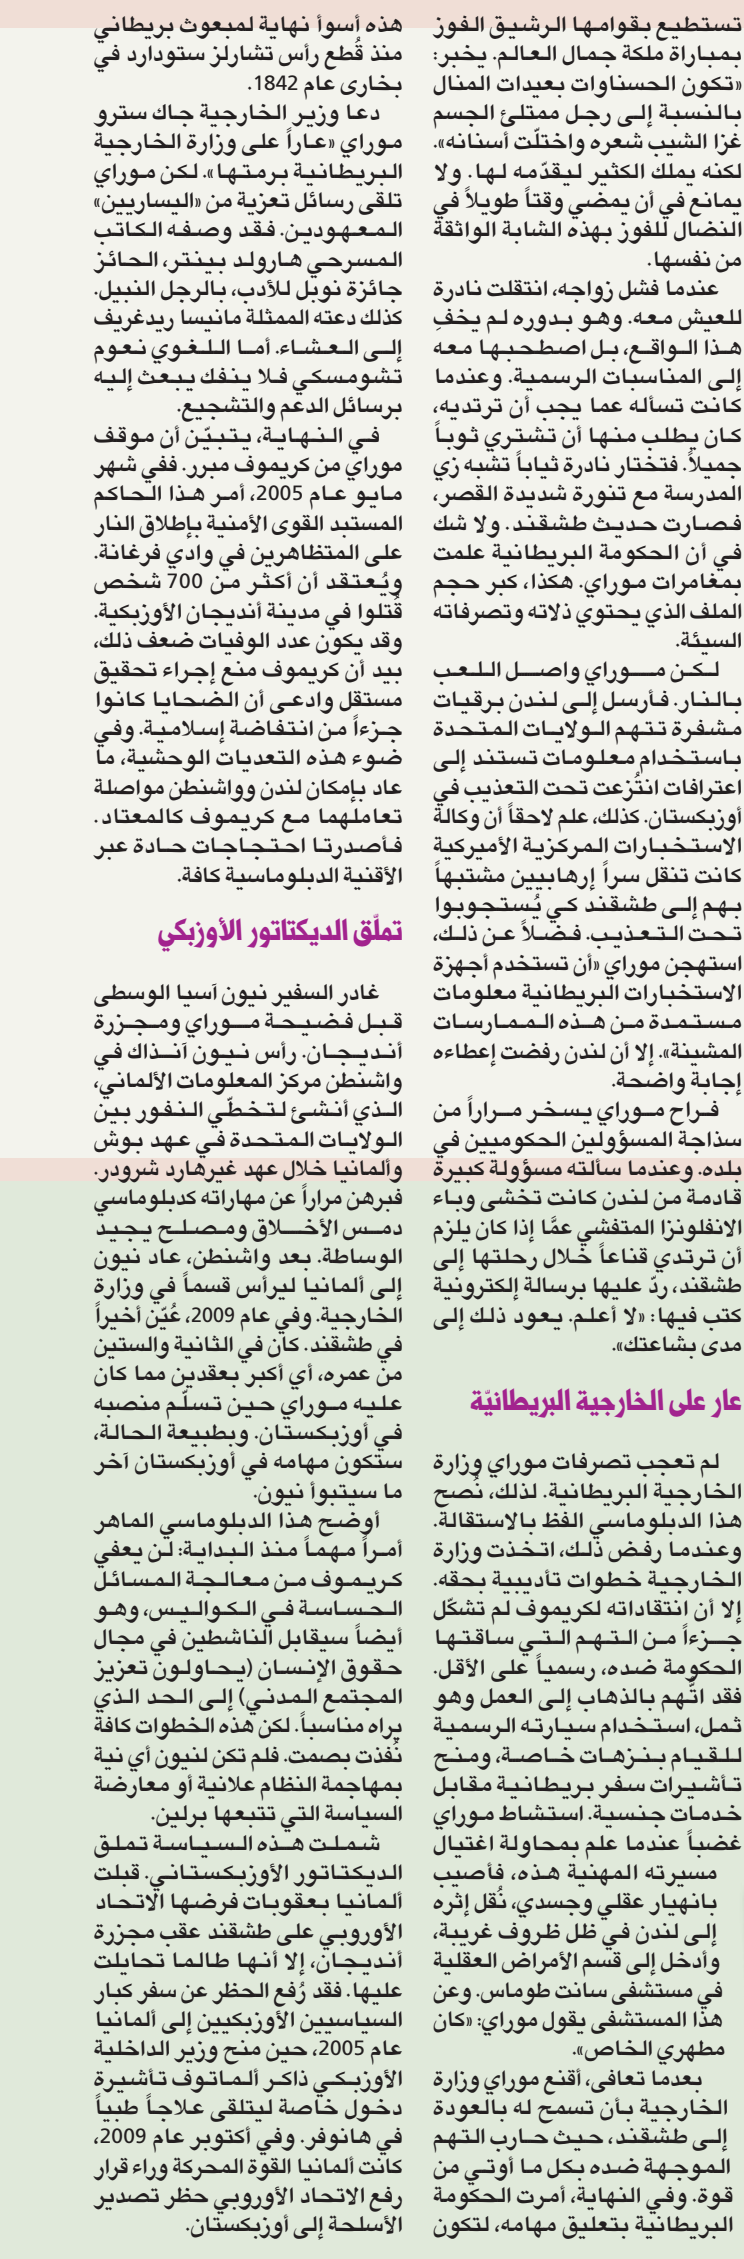 تستطيع بقوامها الرشيق الفوز
بمباراة ملكة جمال العالم. يخبر:
«تكون الحسناوات بعيدات المنال
بالنسبة إلى رجل ممتلئ الجسم
غزا الشيب شعره واختلّت أسنانه».
لكنه يملك الكثير ليقدّمه لها. ولا
يمانع في أن يمضي وقتاً طويلاً في
النضال للفوز بهذه الشابة الواثقة
من نفسها.
عندما فشل زواجه، انتقلت نادرة
للعيش معه. وهو بدوره لم يخفِ
هذا الواقع، بل اصطحبها معه
إلى المناسبات الرسمية. وعندما
كانت تسأله عما يجب أن ترتديه،
كان يطلب منها أن تشتري ثوباً
جميلاً. فتختار نادرة ثياباً تشبه زي
المدرسة مع تنورة شديدة القصر،
فصارت حديث طشقند. ولا شك
في أن الحكومة البريطانية علمت
بمغامرات موراي. هكذا، كبر حجم
الملف الذي يحتوي ذلاته وتصرفاته
السيئة.
لكن موراي واصل اللعب
بالنار. فأرسل إلى لندن برقيات
مشفرة تتهم الولايات المتحدة
باستخدام معلومات تستند إلى
اعترافات انتُزعت تحت التعذيب في
أوزبكستان. كذلك، علم لاحقاً أن وكالة
الاستخبارات المركزية الأميركية
كانت تنقل سراً إرهابيين مشتبهاً
بهم إلى طشقند كي يُستجوبوا
تحت التعذيب. فضلاً عن ذلك،
استهجن موراي «أن تستخدم أجهزة
الاستخبارات البريطانية معلومات
مستمدة من هذه الممارسات
المشينة». إلا أن لندن رفضت إعطاءه
إجابة واضحة.
فراح موراي يسخر مراراً من
سذاجة المسؤولين الحكوميين في
بلده. وعندما سألته مسؤولة كبيرة
قادمة من لندن كانت تخشى وباء
الانفلونزا المتفشي عمَّا إذا كان يلزم
أن ترتدي قناعاً خلال رحلتها إلى
طشقند، ردّ عليها برسالة إلكترونية
كتب فيها: «لا أعلم. يعود ذلك إلى
مدى بشاعتك».
عار على الخارجية البريطانيّة
لم تعجب تصرفات موراي وزارة
الخارجية البريطانية. لذلك، نُصح
هذا الدبلوماسي الفظ بالاستقالة.
وعندما رفض ذلك، اتخذت وزارة
الخارجية خطوات تأديبية بحقه.
إلا أن انتقاداته لكريموف لم تشكّل
جزءاً من التهم التي ساقتها
الحكومة ضده، رسمياً على الأقل.
فقد اتُّهم بالذهاب إلى العمل وهو
ثمل، استخدام سيارته الرسمية
للقيام بنزهات خاصة، ومنح
تأشيرات سفر بريطانية مقابل
خدمات جنسية. استشاط موراي
غضباً عندما علم بمحاولة اغتيال
مسيرته المهنية هذه، فأصيب
بانهيار عقلي وجسدي، نُقل إثره
إلى لندن في ظل ظروف غريبة،
وأدخل إلى قسم الأمراض العقلية
في مستشفى سانت طوماس. وعن
هذا المستشفى يقول موراي: «كان
مطهري الخاص».
بعدما تعافى، أقنع موراي وزارة
الخارجية بأن تسمح له بالعودة
إلى طشقند، حيث حارب التهم
الموجهة ضده بكل ما أوتي من
قوة. وفي النهاية، أمرت الحكومة
البريطانية بتعليق مهامه، لتكون
هذه أسوأ نهاية لمبعوث بريطاني
منذ قُطع رأس تشارلز ستودارد في
بخارى عام 1842.
دعا وزير الخارجية جاك سترو
موراي «عاراً على وزارة الخارجية
البريطانية برمتها». لكن موراي
تلقى رسائل تعزية من «اليساريين»
المعهودين. فقد وصفه الكاتب
المسرحي هارولد بينتر، الحائز
جائزة نوبل للأدب، بالرجل النبيل.
كذلك دعته الممثلة مانيسا ريدغريف
إلى العشاء. أما اللغوي نعوم
تشومسكي فلا ينفك يبعث إليه
برسائل الدعم والتشجيع.
في النهاية، يتبيّن أن موقف
موراي من كريموف مبرر. ففي شهر
مايو عام 2005، أمر هذا الحاكم
المستبد القوى الأمنية بإطلاق النار
على المتظاهرين في وادي فرغانة.
ويُعتقد أن أكثر من 700 شخص
قُتلوا في مدينة أنديجان الأوزبكية.
وقد يكون عدد الوفيات ضعف ذلك،
بيد أن كريموف منع إجراء تحقيق
مستقل وادعى أن الضحايا كانوا
جزءاً من انتفاضة إسلامية. وفي
ضوء هذه التعديات الوحشية، ما
عاد بإمكان لندن وواشنطن مواصلة
تعاملهما مع كريموف كالمعتاد.
فأصدرتا احتجاجات حادة عبر
الأقنية الدبلوماسية كافة.
تملّق الديكتاتور الأوزبكي
غادر السفير نيون آسيا الوسطى
قبل فضيحة موراي ومجزرة
أنديجان. رأس نيون آنذاك في
واشنطن مركز المعلومات الألماني،
الذي أنشئ لتخطّي النفور بين
الولايات المتحدة في عهد بوش
وألمانيا خلال عهد غيرهارد شرودر.
فبرهن مراراً عن مهاراته كدبلوماسي
دمس الأخلاق ومصلح يجيد
الوساطة. بعد واشنطن، عاد نيون
إلى ألمانيا ليرأس قسماً في وزارة
الخارجية. وفي عام 2009، عُيّن أخيراً
في طشقند. كان في الثانية والستين
من عمره، أي أكبر بعقدين مما كان
عليه موراي حين تسلّم منصبه
في أوزبكستان. وبطبيعة الحالة،
ستكون مهامه في أوزبكستان آخر
ما سيتبوأ نيون.
أوضح هذا الدبلوماسي الماهر
أمراً مهماً منذ البداية: لن يعفي
كريموف من معالجة المسائل
الحساسة في الكواليس، وهو
أيضاً سيقابل الناشطين في مجال
حقوق الإنسان (يحاولون تعزيز
المجتمع المدني) إلى الحد الذي
يراه مناسباً. لكن هذه الخطوات كافة
نُفذت بصمت. فلم تكن لنيون أي نية
بمهاجمة النظام علانية أو معارضة
السياسة التي تتبعها برلين.
شملت هذه السياسة تملق
الديكتاتور الأوزبكستاني. قبلت
ألمانيا بعقوبات فرضها الاتحاد
الأوروبي على طشقند عقب مجزرة
أنديجان، إلا أنها طالما تحايلت
عليها. فقد رُفع الحظر عن سفر كبار
السياسيين الأوزبكيين إلى ألمانيا
عام 2005، حين منح وزير الداخلية
الأوزبكي ذاكر ألماتوف تأشيرة
دخول خاصة ليتلقى علاجاً طبياً
في هانوفر. وفي أكتوبر عام 2009،
كانت ألمانيا القوة المحركة وراء قرار
رفع الاتحاد الأوروبي حظر تصدير
الأسلحة إلى أوزبكستان.